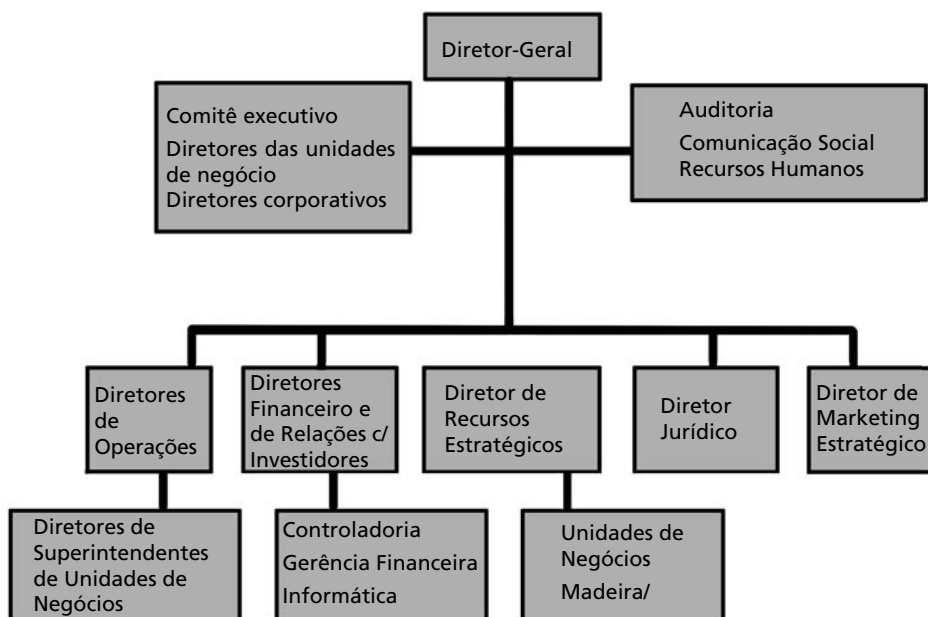 Diretor-Geral
Comitê executivo
Diretores das unidades
de negócio
Diretores corporativos
Auditoria
Comunicação Social
Recursos Humanos
Diretores
de
Operações
Diretores
Financeiro e
de Relações c/
Investidores
Diretor de
Recursos
Estratégicos
Diretor
Jurídico
Diretor de
Marketing
Estratégico
Diretores de
Superintendentes
de Unidades de
Negócios
Controladoria
Gerência Financeira
Informática
Unidades de
Negócios
Madeira/